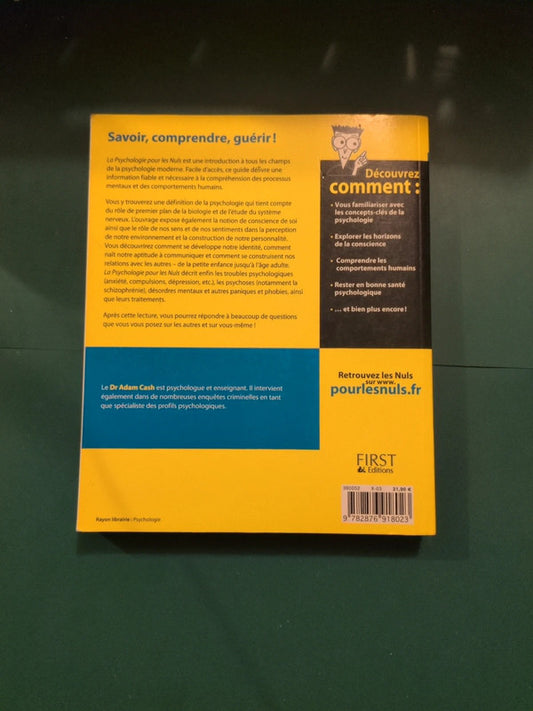 Savoir, comprendre, guérir !
La Psychologie pour les Nuls est une introduction à tous les champs
de la psychologie moderne. Facile d'accès, ce guide délivre une
information fiable et nécessaire à la compréhension des processus
mentaux et des comportements humains.
Vous y trouverez une définition de la psychologie qui tient compte
du rôle de premier plan de la biologie et de l'étude du système
nerveux. L'ouvrage expose également la notion de conscience de soi
ainsi que le rôle de nos sens et de nos sentiments dans la perception
de notre environnement et la construction de notre personnalité.
Vous découvrirez comment se développe notre identité, comment
naît notre aptitude à communiquer et comment se construisent nos
relations avec les autres – de la petite enfance jusqu'à l'âge adulte.
La Psychologie pour les Nuls décrit enfin les troubles psychologiques
(anxiété, compulsions, dépression, etc.), les psychoses (notamment la
schizophrénie), désordres mentaux et autres paniques et phobies, ainsi
que leurs traitements.
Après cette lecture, vous pourrez répondre à beaucoup de questions
que vous vous posez sur les autres et sur vous-même !
Le Dr Adam Cash est psychologue et enseignant. Il intervient
également dans de nombreuses enquêtes criminelles en tant
que spécialiste des profils psychologiques.
Rayon librairie : Psychologie
Découvrez
comment :
• Vous familiariser avec
les concepts-clés de la
psychologie
• Explorer les horizons
de la conscience
• Comprendre les
comportements humains
• Rester en bonne santé
psychologique
• ... et bien plus encore !
Retrouvez les Nuls
sur www.
pourlesnuls.fr
FIRST
& Editions
X-03 21,90 €
9 782876 918023